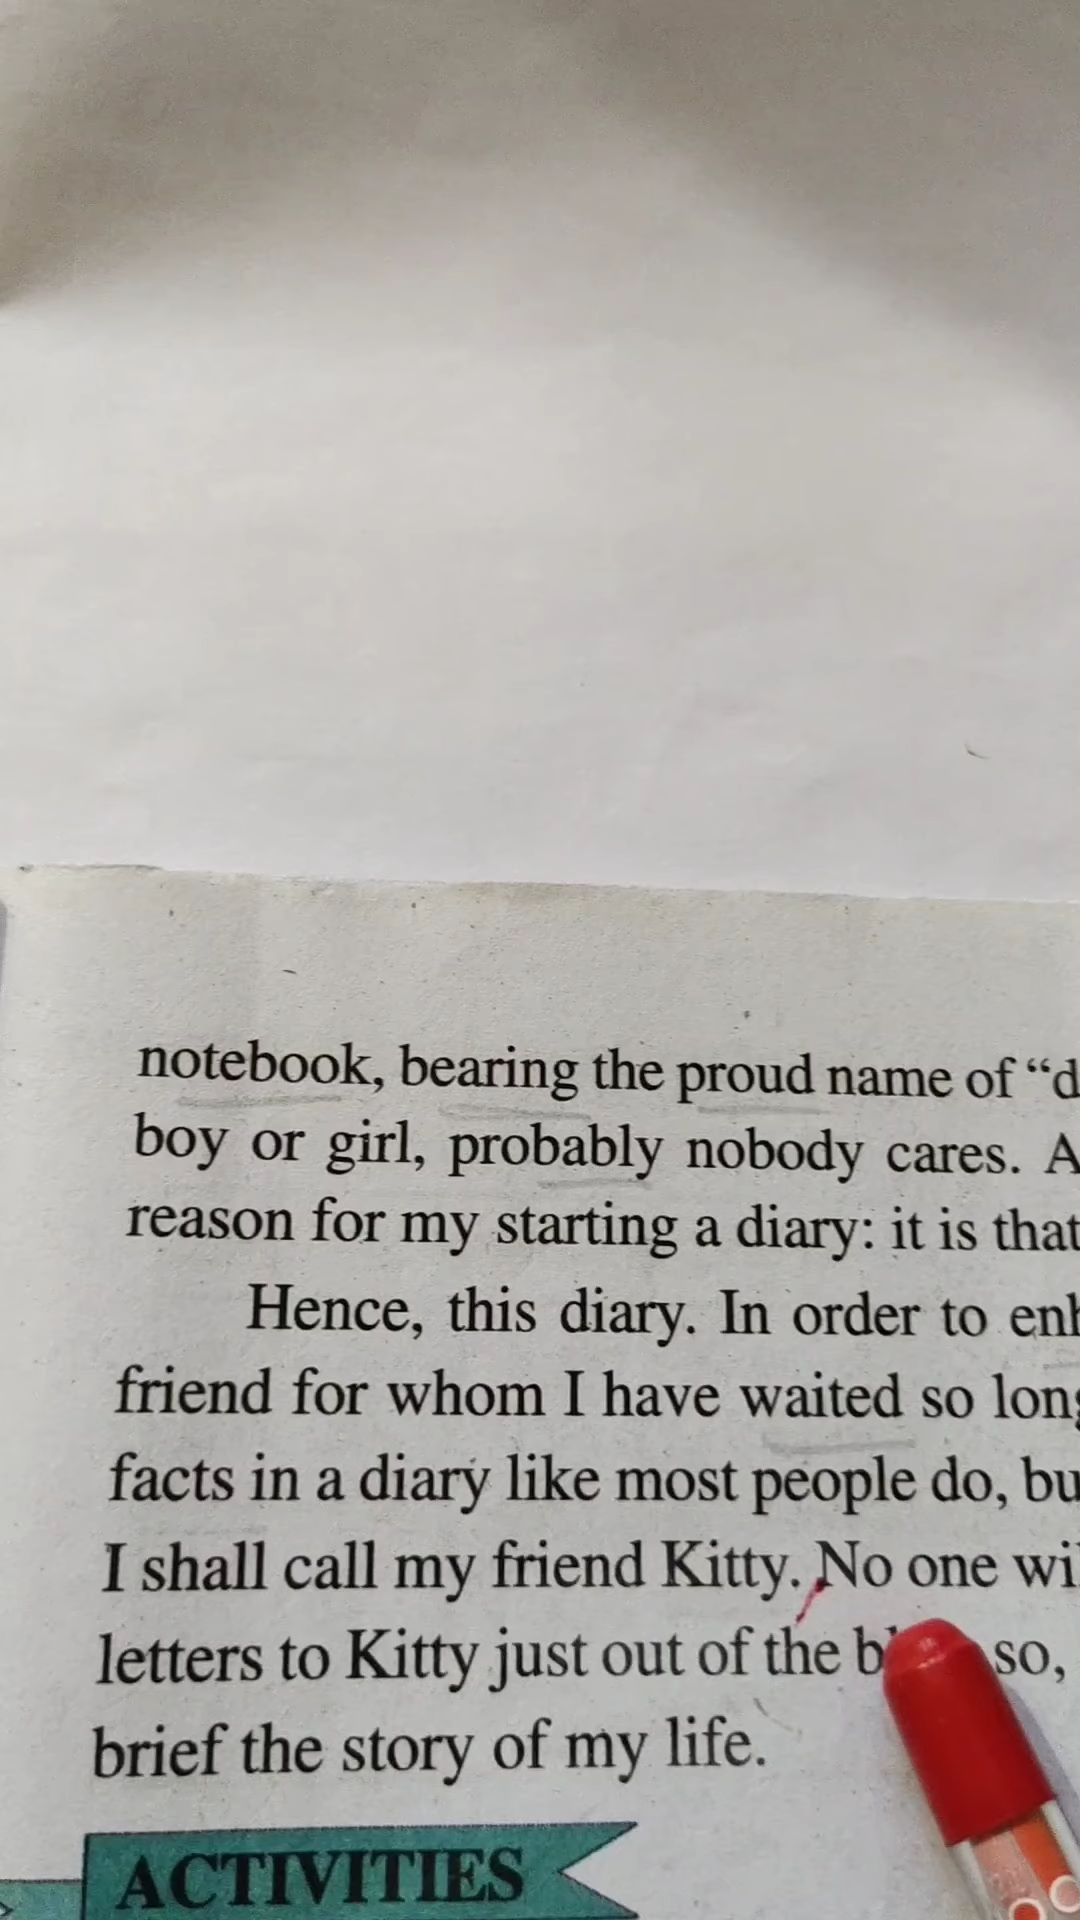 notebook, bearing the proud name of “d
boy or girl, probably nobody cares. A
reason for my starting a diary: it is that
Hence, this diary. In order to enh
friend for whom I have waited so long
facts in a diary like most people do, bu
I shall call my friend Kitty. No one wi
letters to Kitty just out of the so,
brief the story of my life.
ACTIVITIES